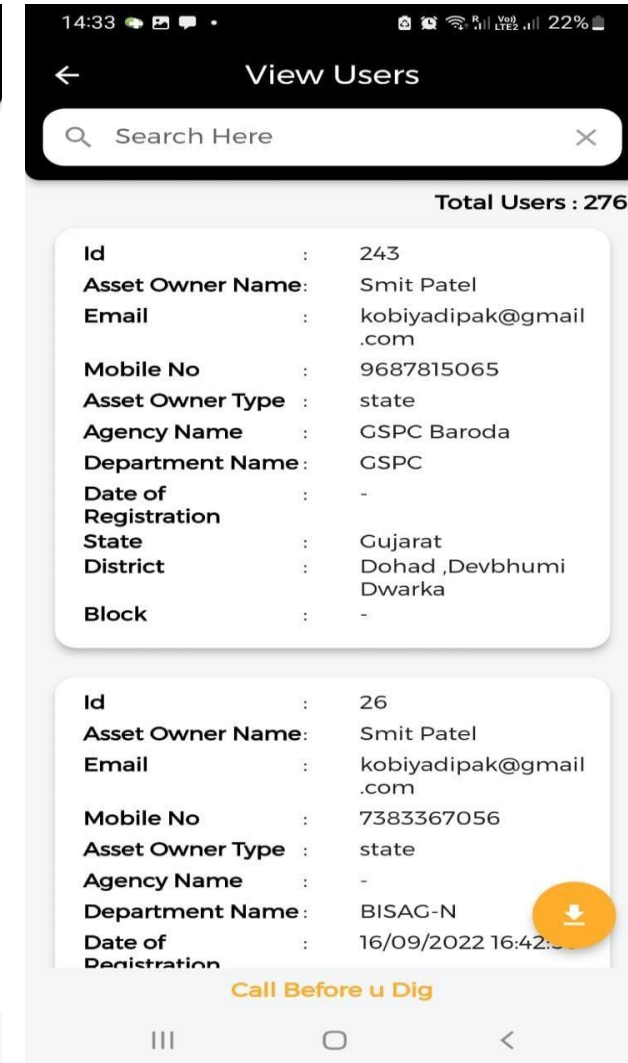 14:33
Voo) R LTE2 22%
View Users
Search Here
Total Users : 276
Id : 243
Asset Owner Name: Smit Patel
Email : kobiyadipak@gmail
.com
Mobile No : 9687815065
Asset Owner Type : state
Agency Name : GSPC Baroda
Department Name : GSPC
Date of : -
Registration
State : Gujarat
District : Dohad ,Devbhumi
Dwarka
Block : -
Id : 26
Asset Owner Name: Smit Patel
Email : kobiyadipak@gmail
.com
Mobile No : 7383367056
Asset Owner Type : state
Agency Name : -
Department Name : BISAG-N
Date of : 16/09/2022 16:42:
Registration
Call Before u Dig